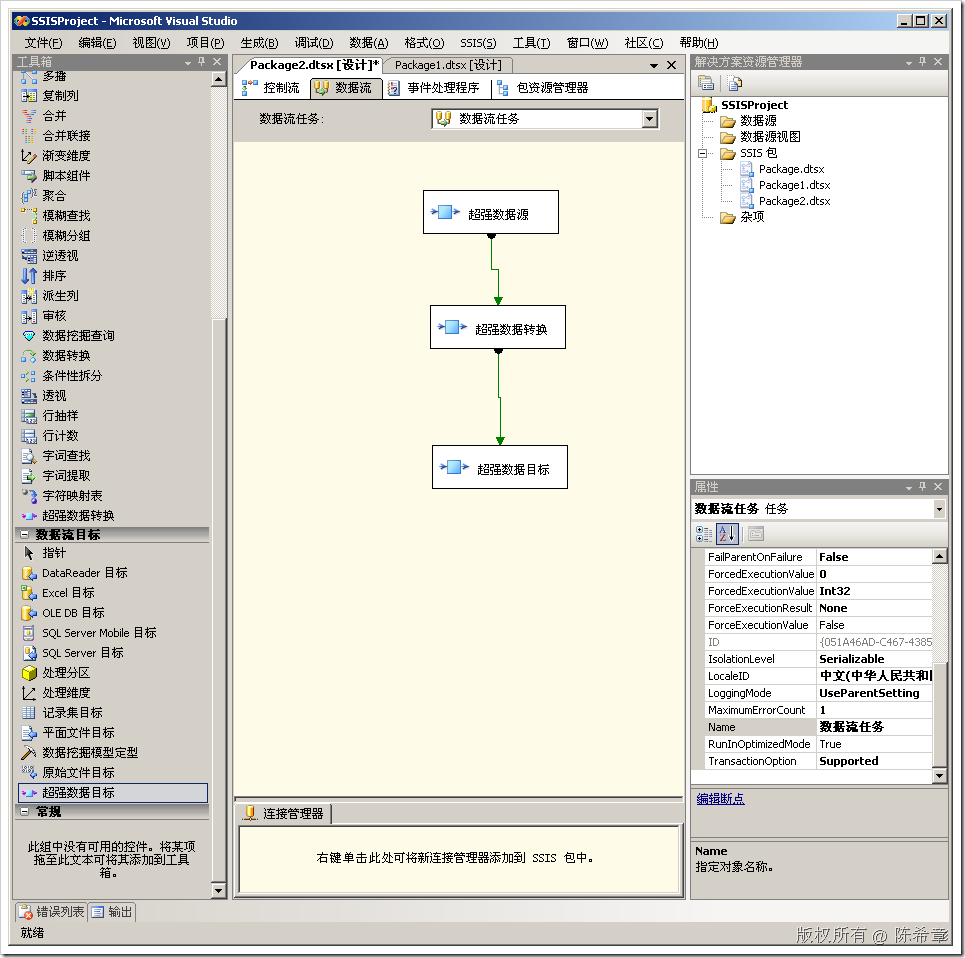 SSISProject - Microsoft Visual Studio
文件(F) 编辑(E) 视图(V) 项目(P) 生成(B) 调试(D) 数据(A) 格式(O) SSIS(S) 工具(T) 窗口(W) 社区(C) 帮助(H)
工具箱
多播
复制列
合并
合并联接
渐变维度
脚本组件
聚合
模糊查找
模糊分组
逆透视
排序
派生列
审核
数据挖掘查询
数据转换
条件性拆分
透视
行抽样
行计数
字词查找
字词提取
字符映射表
超强数据转换
数据流目标
指针
DataReader 目标
Excel 目标
OLE DB 目标
SQL Server Mobile 目标
SQL Server 目标
处理分区
处理维度
记录集目标
平面文件目标
数据挖掘模型定型
原始文件目标
超强数据目标
常规
此组中没有可用的控件。将某项
拖至此文本可将其添加到工具
箱。
Package2.dtsx [设计]* Package1.dtsx [设计]
控制流 数据流 事件处理程序 包资源管理器
数据流任务: 数据流任务
超强数据源
超强数据转换
超强数据目标
连接管理器
右键单击此处可将新连接管理器添加到 SSIS 包中。
解决方案资源管理器
SSISProject
数据源
数据源视图
SSIS 包
Package.dtsx
Package1.dtsx
Package2.dtsx
杂项
属性
数据流任务 任务
FailParentOnFailure False
ForcedExecutionValue 0
ForcedExecutionValue Int32
ForceExecutionResult None
ForceExecutionValue False
ID {051A46AD-C467-4385
IsolationLevel Serializable
LocaleID 中文(中华人民共和
LoggingMode UseParentSetting
MaximumErrorCount 1
Name 数据流任务
RunInOptimizedMode True
TransactionOption Supported
编辑断点
Name
指定对象名称。
错误列表 输出
就绪
版权所有 @ 陈希章